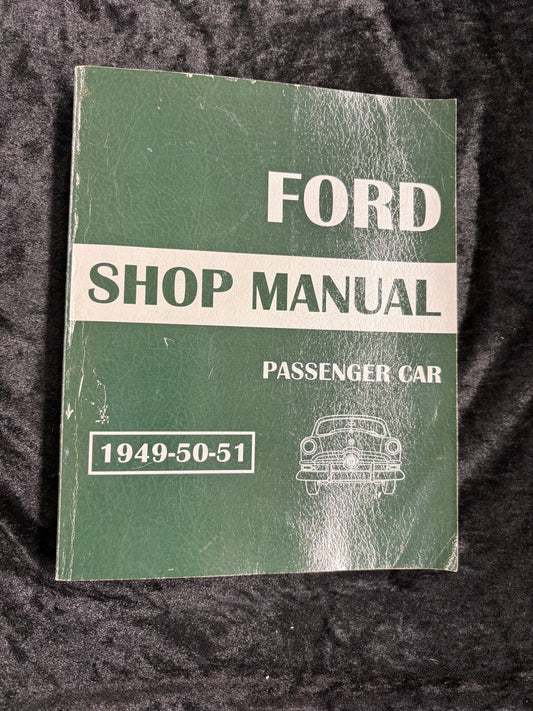 FORD
SHOP MANUAL
PASSENGER CAR
1949-50-51